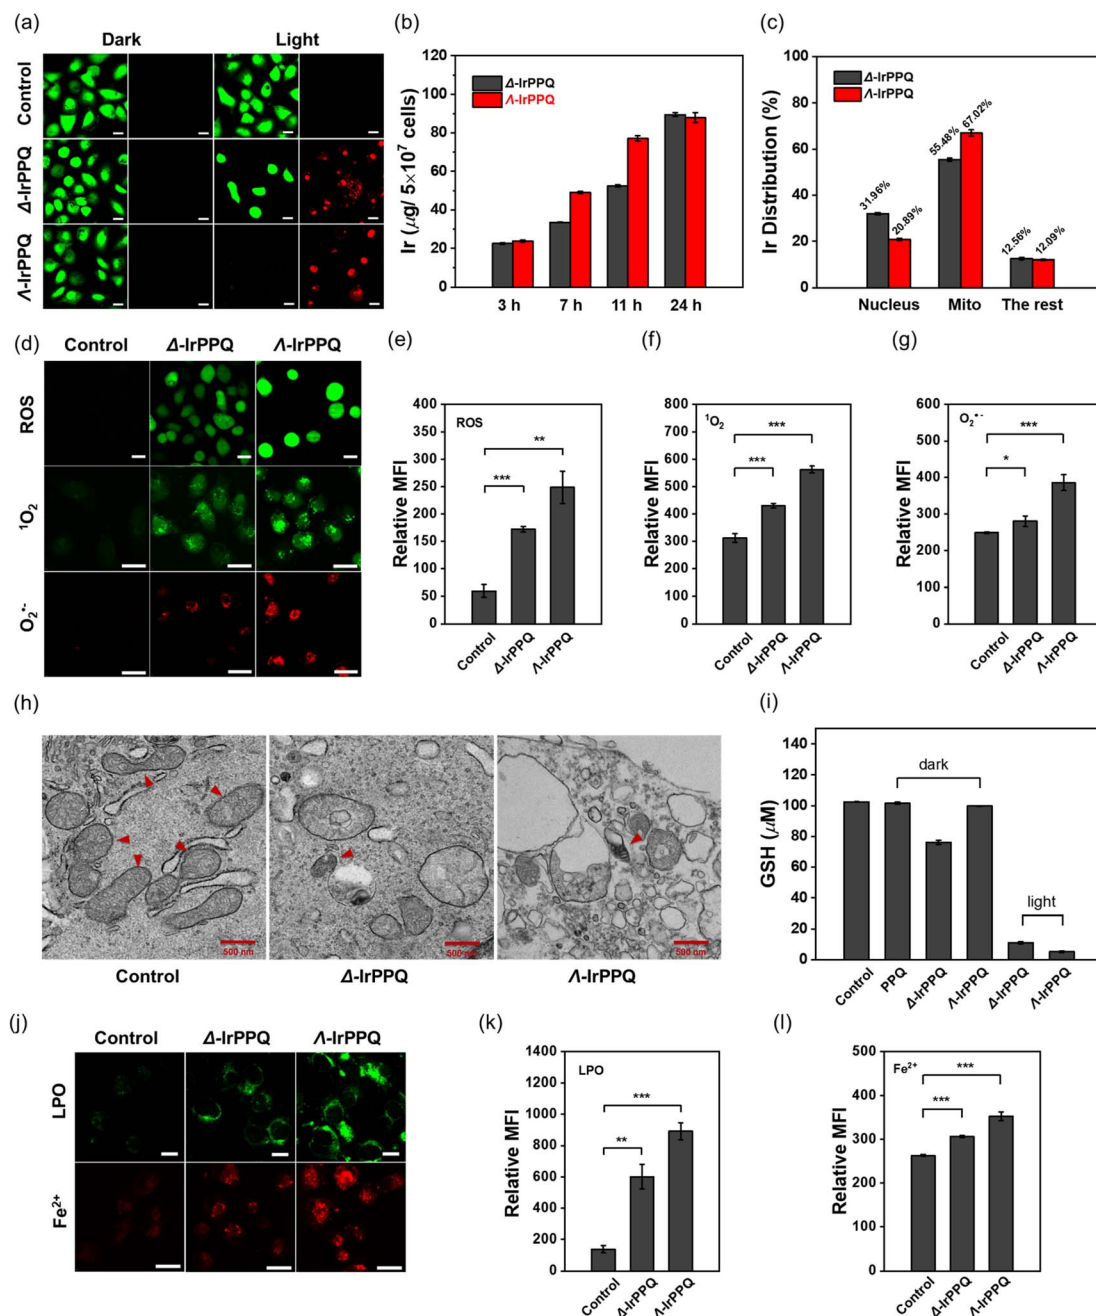 (a)
Dark Light
Control
Δ-IrPPQ
Λ-IrPPQ
(b)
120
100
80
60
40
20
0
Ir (μg/ 5×10⁷ cells)
Δ-IrPPQ
Λ-IrPPQ
3 h 7 h 11 h 24 h
(c)
100
80
60
40
20
0
Ir Distribution (%)
Δ-IrPPQ
Λ-IrPPQ
31.96% 20.89% 55.48% 67.02% 12.56% 12.09%
Nucleus Mito The rest
(d)
Control Δ-IrPPQ Λ-IrPPQ
ROS
¹O₂
O₂•-
(e)
400
350
300
250
200
150
100
50
0
Relative MFI
ROS
**
***
Control Δ-IrPPQ Λ-IrPPQ
(f)
800
700
600
500
400
300
200
100
0
Relative MFI
¹O₂
***
***
Control Δ-IrPPQ Λ-IrPPQ
(g)
600
500
400
300
200
100
0
Relative MFI
O₂•-
***
*
Control Δ-IrPPQ Λ-IrPPQ
(h)
500 nm 500 nm 500 nm
Control Δ-IrPPQ Λ-IrPPQ
(i)
140
120
100
80
60
40
20
0
GSH (μM)
dark
light
Control PPQ Δ-IrPPQ Λ-IrPPQ Δ-IrPPQ Λ-IrPPQ
(j)
Control Δ-IrPPQ Λ-IrPPQ
LPO
Fe²⁺
(k)
1400
1200
1000
800
600
400
200
0
Relative MFI
LPO
***
**
Control Δ-IrPPQ Λ-IrPPQ
(l)
500
400
300
200
100
0
Relative MFI
Fe²⁺
***
***
Control Δ-IrPPQ Λ-IrPPQ